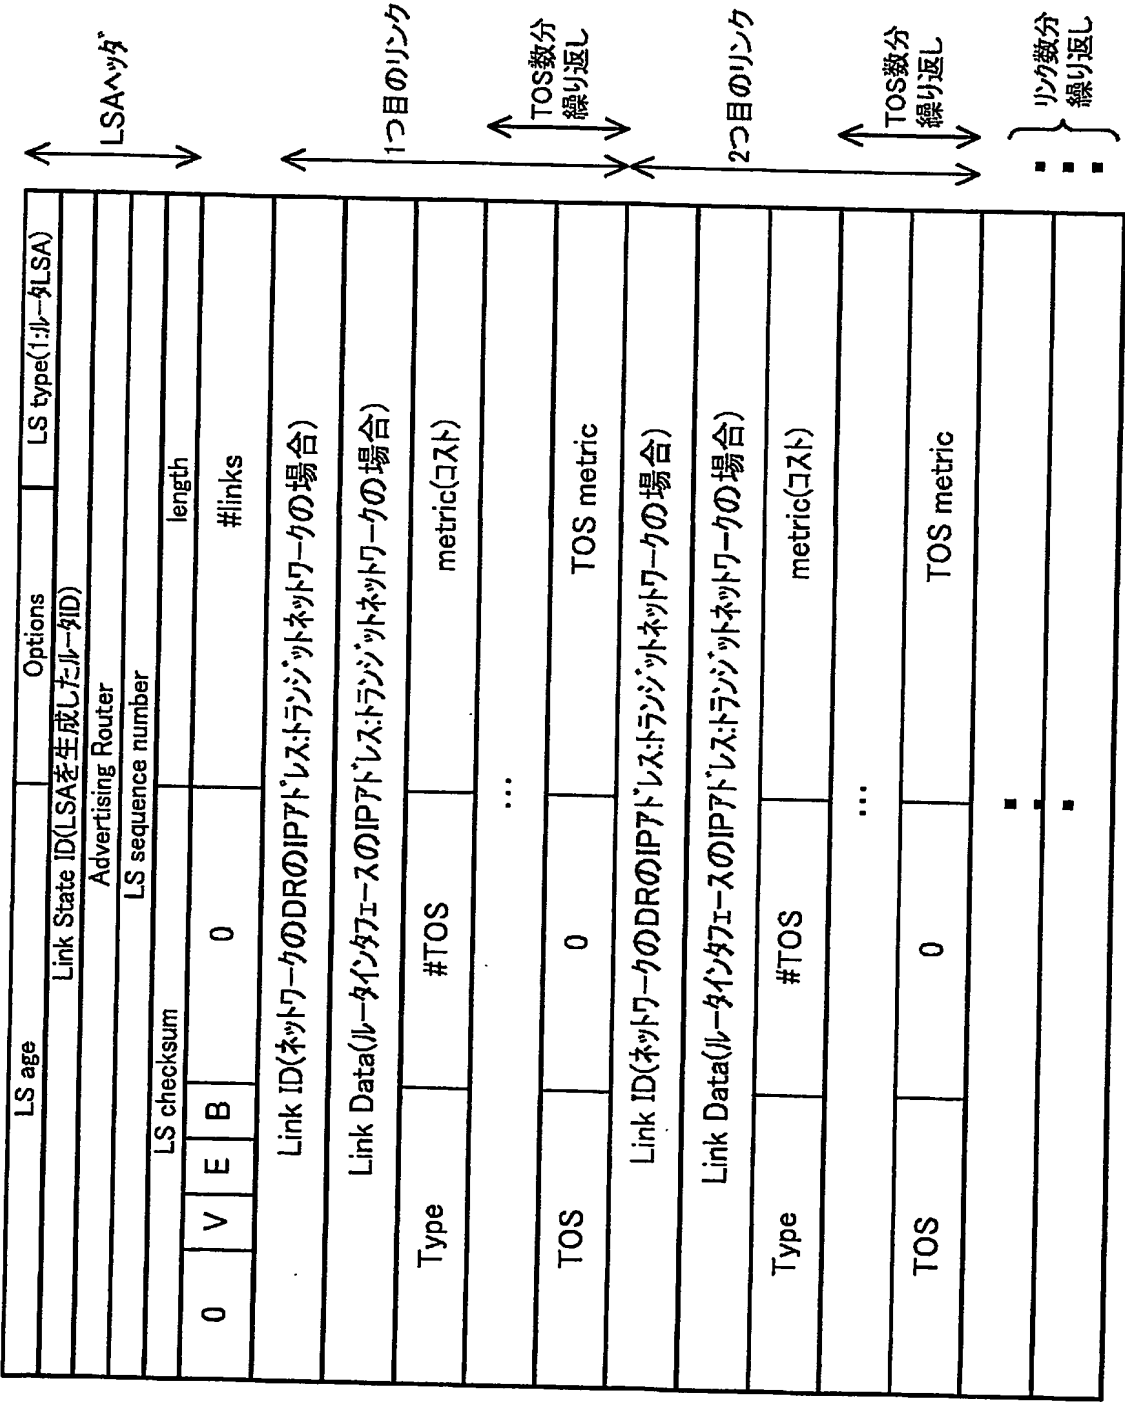 LS age Options LS type(1:ルータLSA)
Link State ID(LSAを生成したルータID)
Advertising Router
LS sequence number
LS checksum length
LSAヘッダ
0 V E B 0 #links
Link ID(ネットワークのDRのIPアドレス:トランジットネットワークの場合)
Link Data(ルータインタフェースのIPアドレス:トランジットネットワークの場合)
Type #TOS metric(コスト)
1つ目のリンク
...
TOS 0 TOS metric
TOS数分
繰り返し
Link ID(ネットワークのDRのIPアドレス:トランジットネットワークの場合)
Link Data(ルータインタフェースのIPアドレス:トランジットネットワークの場合)
Type #TOS metric(コスト)
2つ目のリンク
...
TOS 0 TOS metric
TOS数分
繰り返し
リンク数分
繰り返し